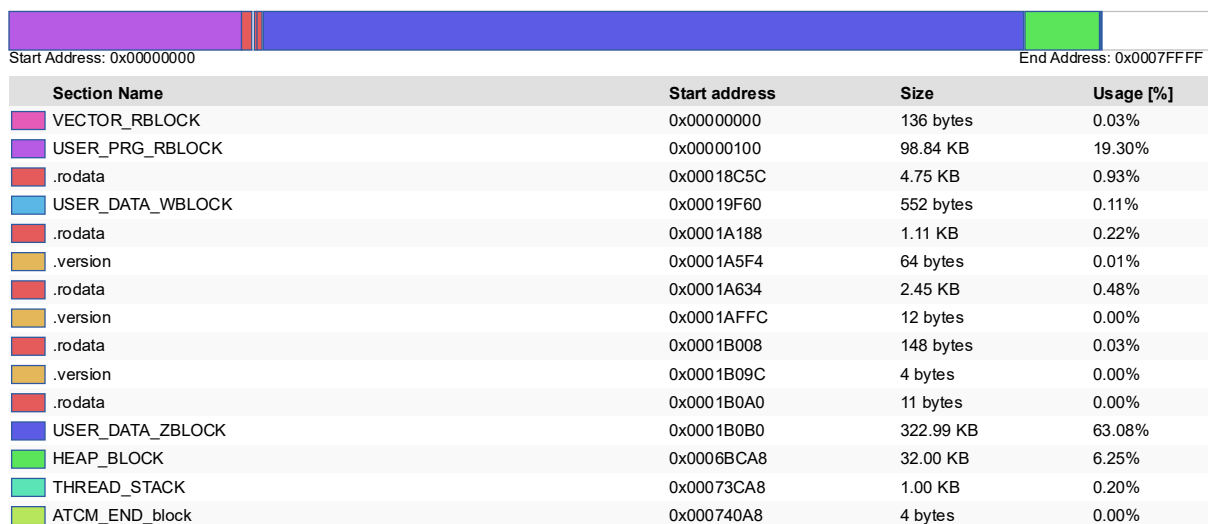 Start Address: 0x00000000 End Address: 0x0007FFFF
Section Name Start address Size Usage [%]
VECTOR_RBLOCK 0x00000000 136 bytes 0.03%
USER_PRG_RBLOCK 0x00000100 98.84 KB 19.30%
.rodata 0x00018C5C 4.75 KB 0.93%
USER_DATA_WBLOCK 0x00019F60 552 bytes 0.11%
.rodata 0x0001A188 1.11 KB 0.22%
.version 0x0001A5F4 64 bytes 0.01%
.rodata 0x0001A634 2.45 KB 0.48%
.version 0x0001AFFC 12 bytes 0.00%
.rodata 0x0001B008 148 bytes 0.03%
.version 0x0001B09C 4 bytes 0.00%
.rodata 0x0001B0A0 11 bytes 0.00%
USER_DATA_ZBLOCK 0x0001B0B0 322.99 KB 63.08%
HEAP_BLOCK 0x0006BCA8 32.00 KB 6.25%
THREAD_STACK 0x00073CA8 1.00 KB 0.20%
ATCM_END_block 0x000740A8 4 bytes 0.00%